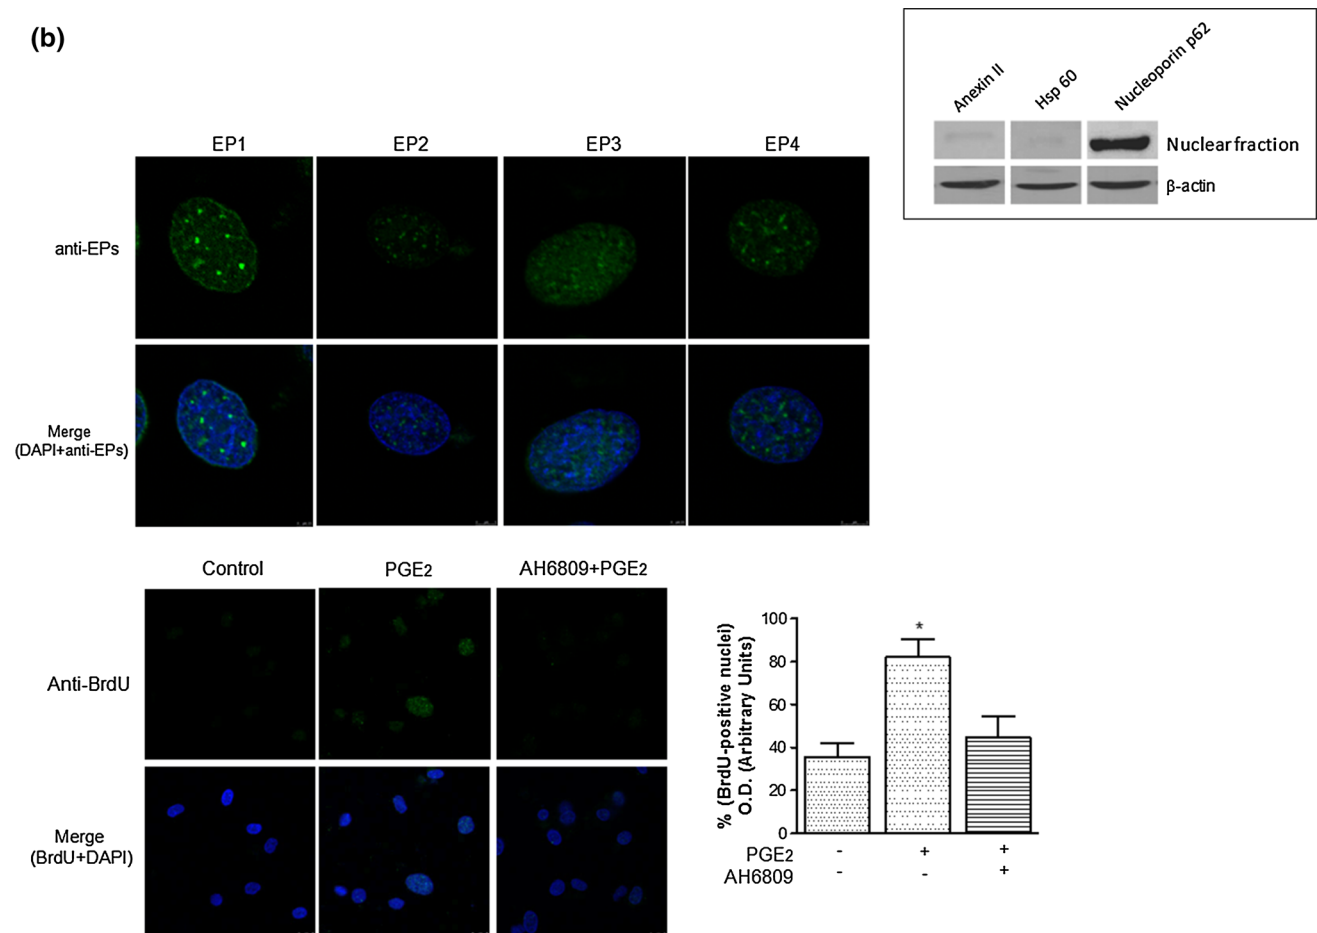 (b)
Anexin II
Hsp 60
Nucleoporin p62
Nuclear fraction
β-actin
EP1 EP2 EP3 EP4
anti-EPs
Merge
(DAPI+anti-EPs)
Control PGE2 AH6809+PGE2
Anti-BrdU
Merge
(BrdU+DAPI)
% (BrdU-positive nuclei)
O.D. (Arbitrary Units)
100
80
60
40
20
0
*
PGE2 - + +
AH6809 - - +